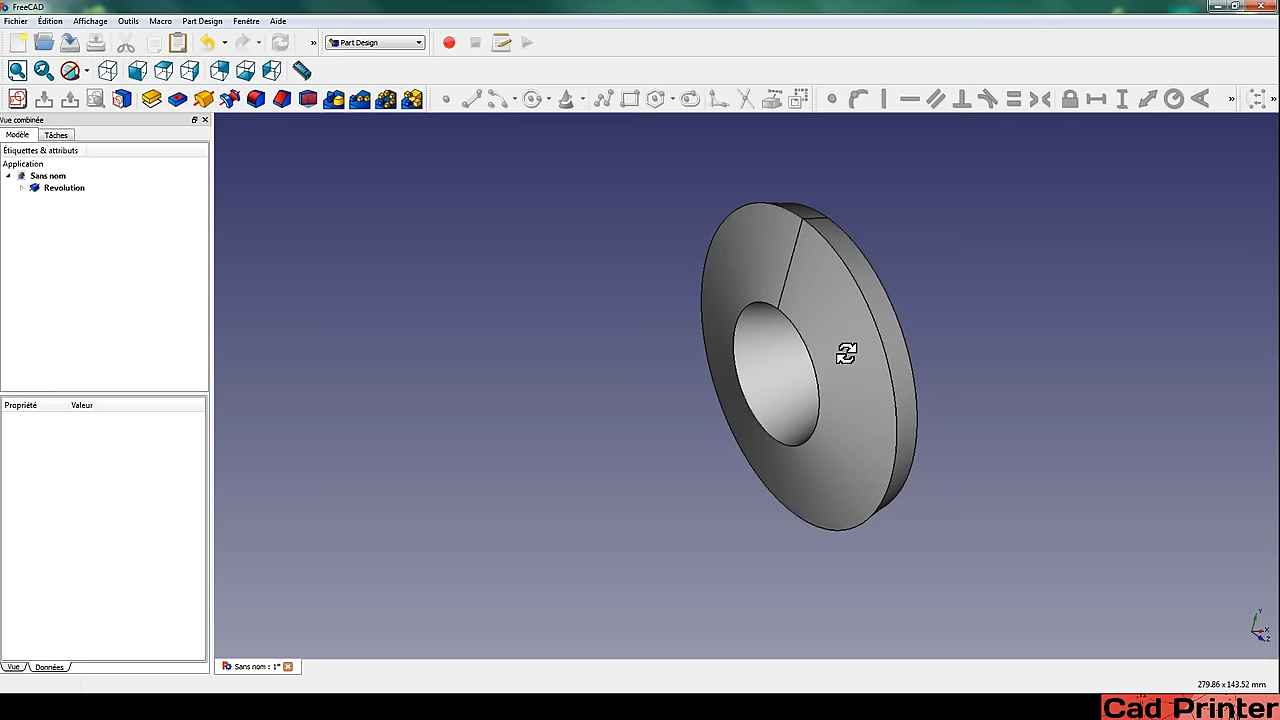 FreeCAD
Fichier Édition Affichage Outils Macro Part Design Fenêtre Aide
» Part Design
» »
Vue combinée
Modèle Tâches
Étiquettes & attributs
Application
Sans nom
Revolution
Propriété Valeur
Y
X
Z
Vue Données
Sans nom : 1*
279.86 x 143.52 mm
Cad Printer